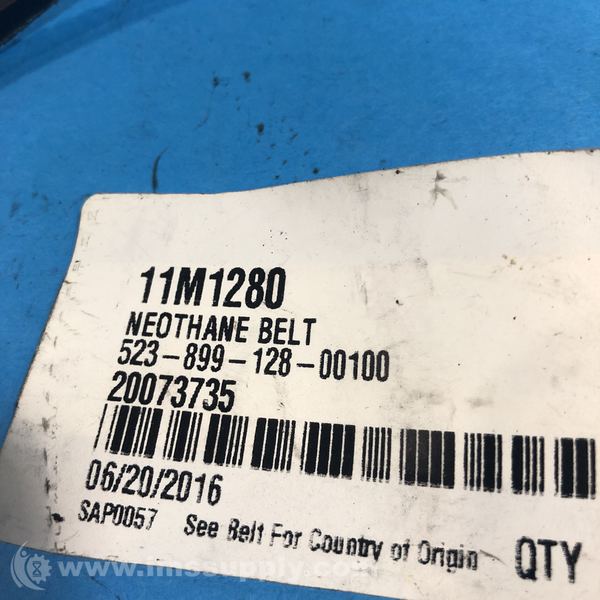 11M1280
NEOTHANE BELT
523-899-128-00100
20073735
06/20/2016
SAP0057 See Belt For Country of Origin QTY
www.imssupply.com